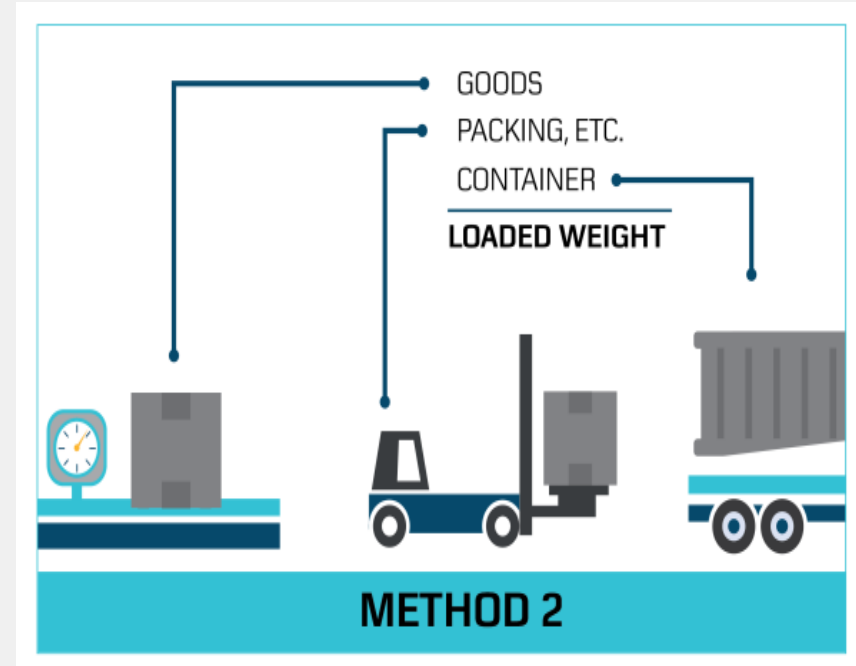 GOODS
PACKING, ETC.
CONTAINER
LOADED WEIGHT
METHOD 2